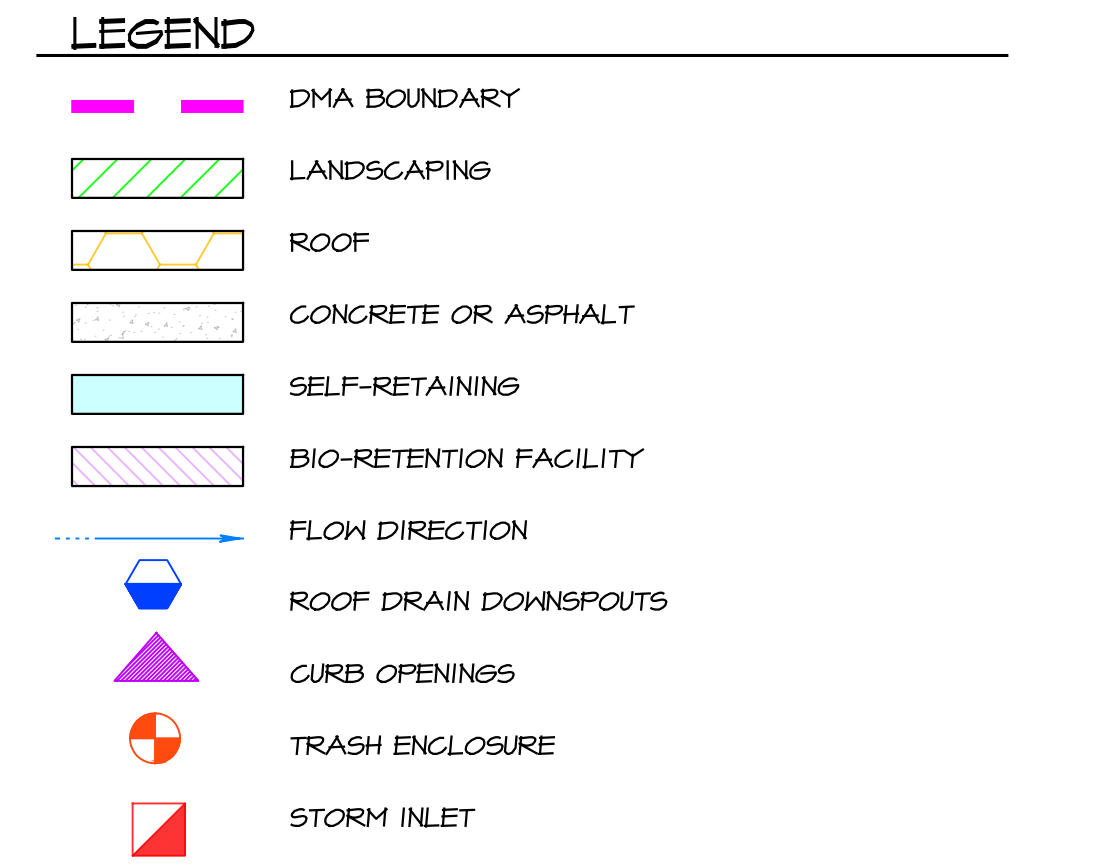 LEGEND
DMA BOUNDARY
LANDSCAPING
ROOF
CONCRETE OR ASPHALT
SELF-RETAINING
BIO-RETENTION FACILITY
FLOW DIRECTION
ROOF DRAIN DOWNSPOUTS
CURB OPENINGS
TRASH ENCLOSURE
STORM INLET